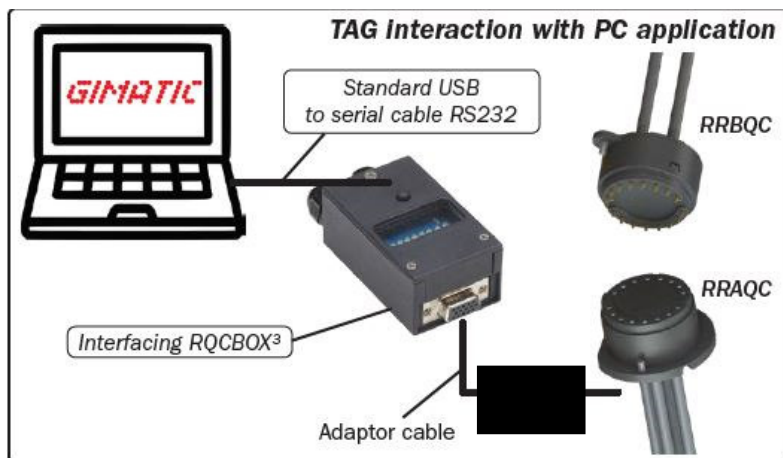 TAG interaction with PC application
GIMATIC
Standard USB
to serial cable RS232
RRBQC
RRAQC
Interfacing RQCBOX³
Adaptor cable